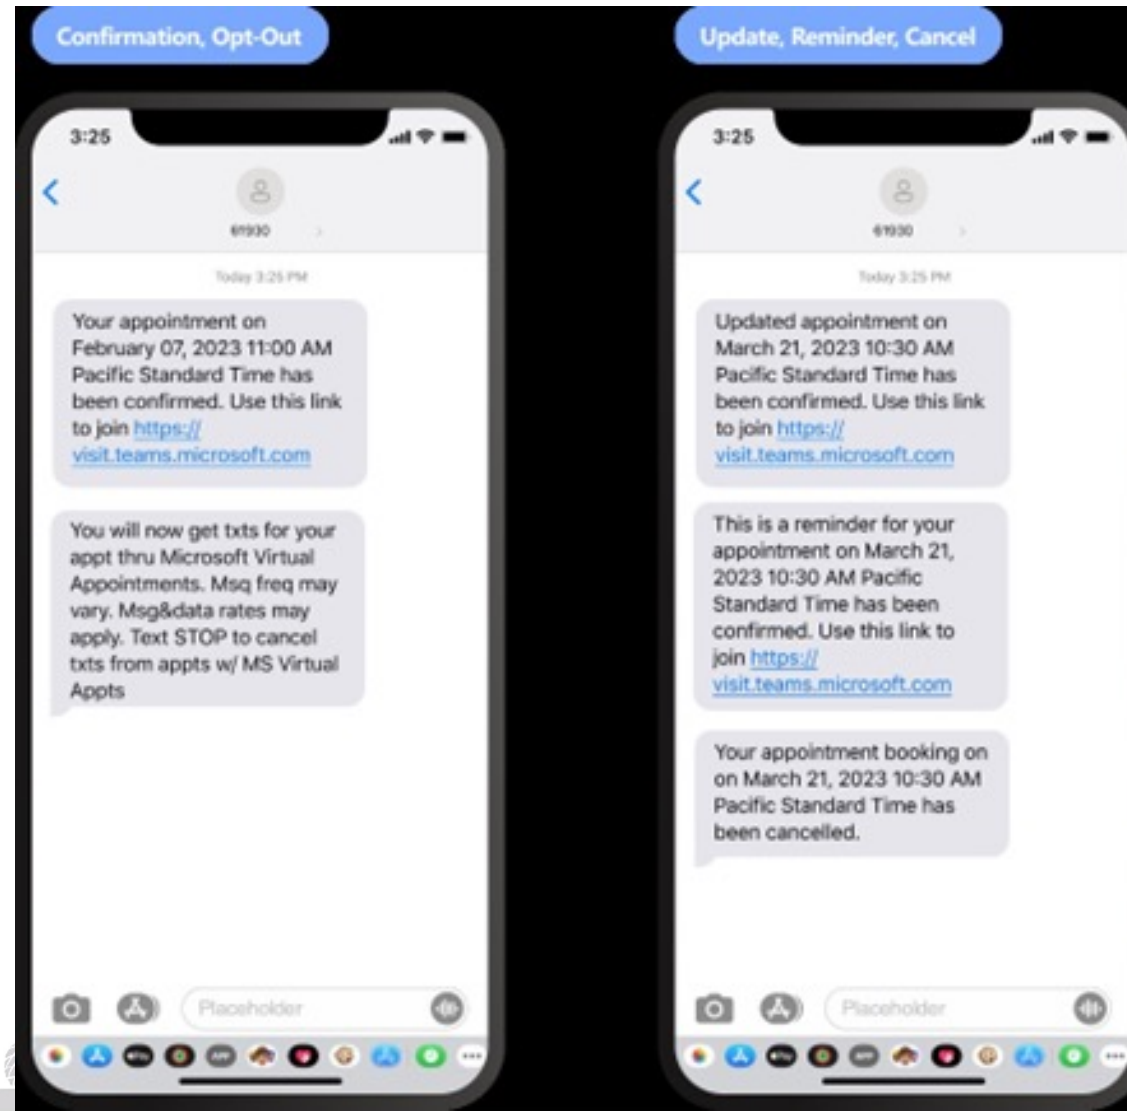 Confirmation, Opt-Out
3:25
61930
Today 3:25 PM
Your appointment on
February 07, 2023 11:00 AM
Pacific Standard Time has
been confirmed. Use this link
to join https://
visit.teams.microsoft.com
You will now get txts for your
appt thru Microsoft Virtual
Appointments. Msq freq may
vary. Msg&data rates may
apply. Text STOP to cancel
txts from appts w/ MS Virtual
Appts
Placeholder
Pay
APP
Update, Reminder, Cancel
3:25
61930
Today 3:25 PM
Updated appointment on
March 21, 2023 10:30 AM
Pacific Standard Time has
been confirmed. Use this link
to join https://
visit.teams.microsoft.com
This is a reminder for your
appointment on March 21,
2023 10:30 AM Pacific
Standard Time has been
confirmed. Use this link to
join https://
visit.teams.microsoft.com
Your appointment booking on
on March 21, 2023 10:30 AM
Pacific Standard Time has
been cancelled.
Placeholder
Pay
APP